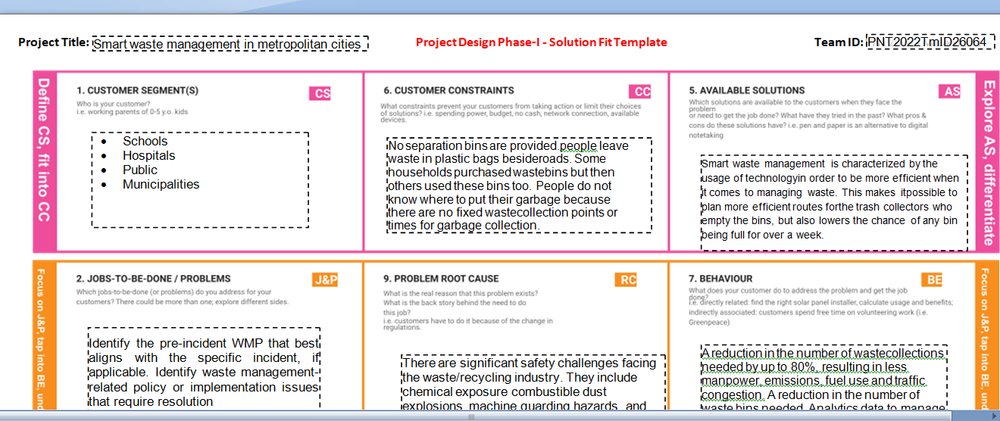 Project Title: Smart waste management in metropolitan cities
Project Design Phase-I - Solution Fit Template
Team ID: PNT2022TmID26064
Define CS, fit into CC
1. CUSTOMER SEGMENT(S)
CS
Who is your customer?
i.e. working parents of 0-5 y.o. kids
• Schools
• Hospitals
• Public
• Municipalities
6. CUSTOMER CONSTRAINTS
CC
What constraints prevent your customers from taking action or limit their choices
of solutions? i.e. spending power, budget, no cash, network connection, available
devices.
No separation bins are provided.people leave
waste in plastic bags besideroads. Some
households purchased wastebins but then
others used these bins too. People do not
know where to put their garbage because
there are no fixed wastecollection points or
times for garbage collection.
5. AVAILABLE SOLUTIONS
AS
Which solutions are available to the customers when they face the
problem
or need to get the job done? What have they tried in the past? What pros &
cons do these solutions have? i.e. pen and paper is an alternative to digital
notetaking
Smart waste management is characterized by the
usage of technologyin order to be more efficient when
it comes to managing waste. This makes itpossible to
plan more efficient routes forthe trash collectors who
empty the bins, but also lowers the chance of any bin
being full for over a week.
Explore AS, differentiate
Focus on J&P, tap into BE, und
2. JOBS-TO-BE-DONE / PROBLEMS
J&P
Which jobs-to-be-done (or problems) do you address for your
customers? There could be more than one; explore different sides.
Identify the pre-incident WMP that best
aligns with the specific incident, if
applicable. Identify waste management-
related policy or implementation issues
that require resolution
9. PROBLEM ROOT CAUSE
RC
What is the real reason that this problem exists?
What is the back story behind the need to do
this job?
i.e. customers have to do it because of the change in
regulations.
There are significant safety challenges facing
the waste/recycling industry. They include
chemical exposure combustible dust
explosions, machine guarding hazards, and
7. BEHAVIOUR
BE
What does your customer do to address the problem and get the job
done?
i.e. directly related: find the right solar panel installer, calculate usage and benefits;
indirectly associated: customers spend free time on volunteering work (i.e.
Greenpeace)
A reduction in the number of wastecollections
needed by up to 80%, resulting in less
manpower, emissions, fuel use and traffic
congestion. A reduction in the number of
waste bins needed. Analytics data to manage
Focus on J&P, tap into BE, und